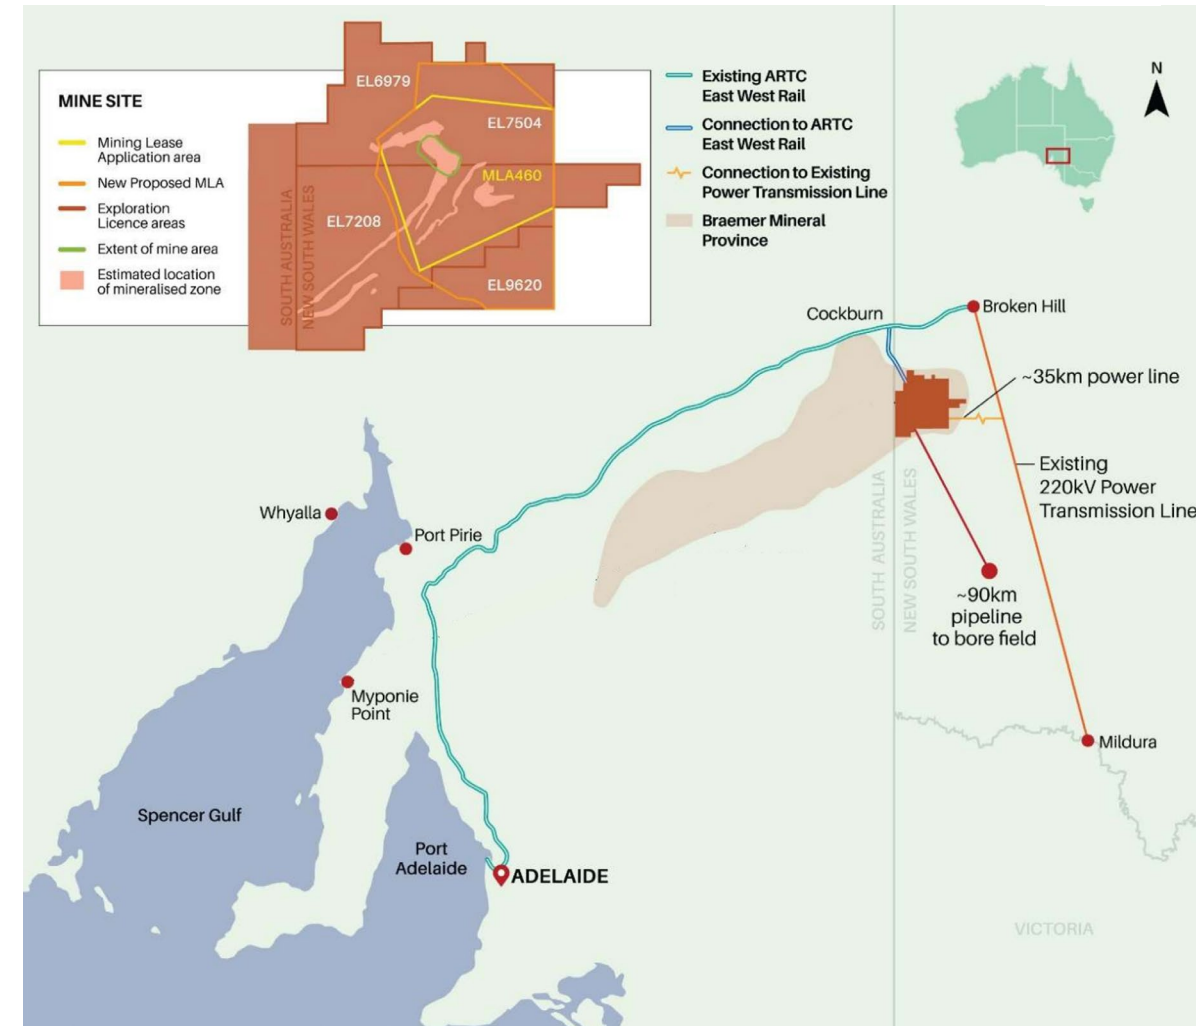 MINE SITE
Mining Lease
Application area
New Proposed MLA
Exploration
Licence areas
Extent of mine area
Estimated location
of mineralised zone
EL6979
EL7504
MLA460
EL7208
EL9620
SOUTH AUSTRALIA
NEW SOUTH WALES
Existing ARTC
East West Rail
Connection to ARTC
East West Rail
Connection to Existing
Power Transmission Line
Braemer Mineral
Province
N
Cockburn
Broken Hill
~35km power line
Existing
220kV Power
Transmission Line
SOUTH AUSTRALIA
NEW SOUTH WALES
~90km
pipeline
to bore field
Whyalla
Port Pirie
Myponie
Point
Mildura
Spencer Gulf
Port
Adelaide
ADELAIDE
VICTORIA